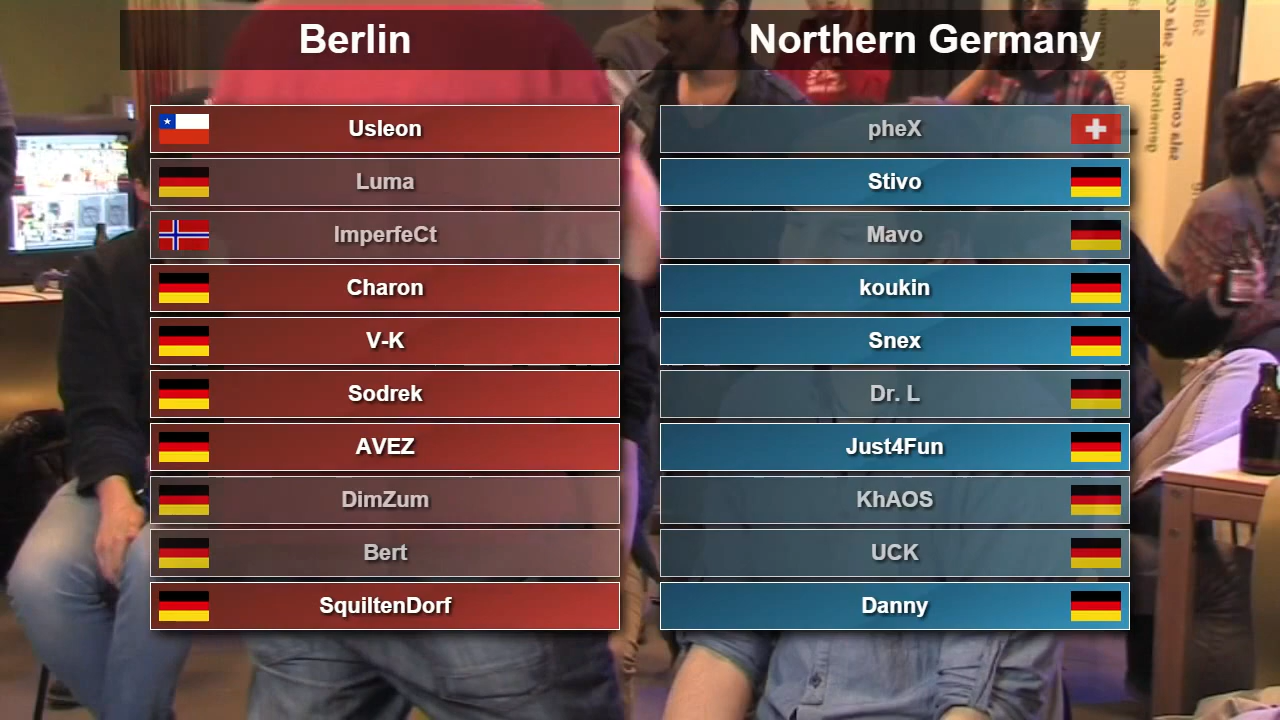 Berlin
Northern Germany
Usleon
pheX
Luma
Stivo
ImperfeCt
Mavo
Charon
koukin
V-K
Snex
Sodrek
Dr. L
AVEZ
Just4Fun
DimZum
KhAOS
Bert
UCK
SquiltenDorf
Danny